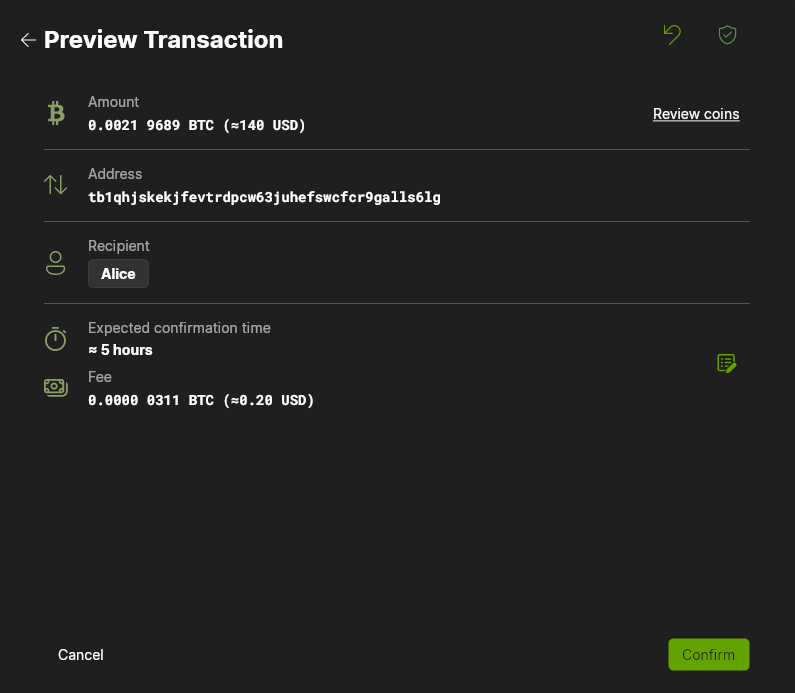 Preview Transaction
Amount
0.0021 9689 BTC (≈140 USD)
Review coins
Address
tb1qhjskekjfevtrdpcw63juhefswcfcr9galls6lg
Recipient
Alice
Expected confirmation time
≈ 5 hours
Fee
0.0000 0311 BTC (≈0.20 USD)
Cancel
Confirm